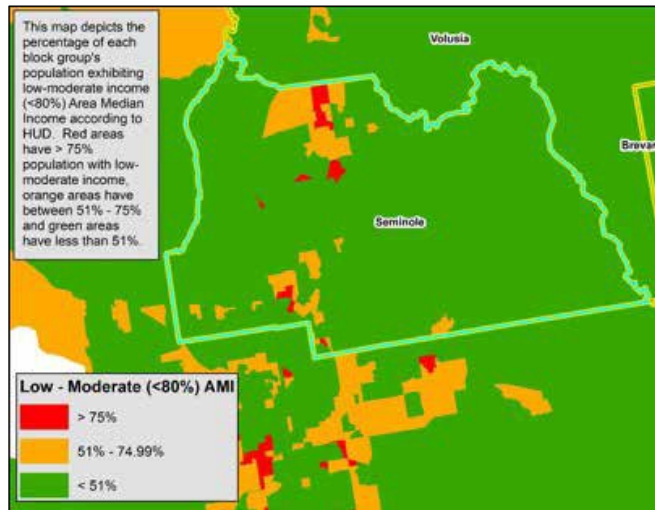 This map depicts the
percentage of each
block group's
population exhibiting
low-moderate income
(<80%) Area Median
Income according to
HUD. Red areas
have > 75%
population with low-
moderate income,
orange areas have
between 51% - 75%
and green areas
have less than 51%.
Volusia
Brevar
Seminole
Low - Moderate (<80%) AMI
> 75%
51% - 74.99%
< 51%